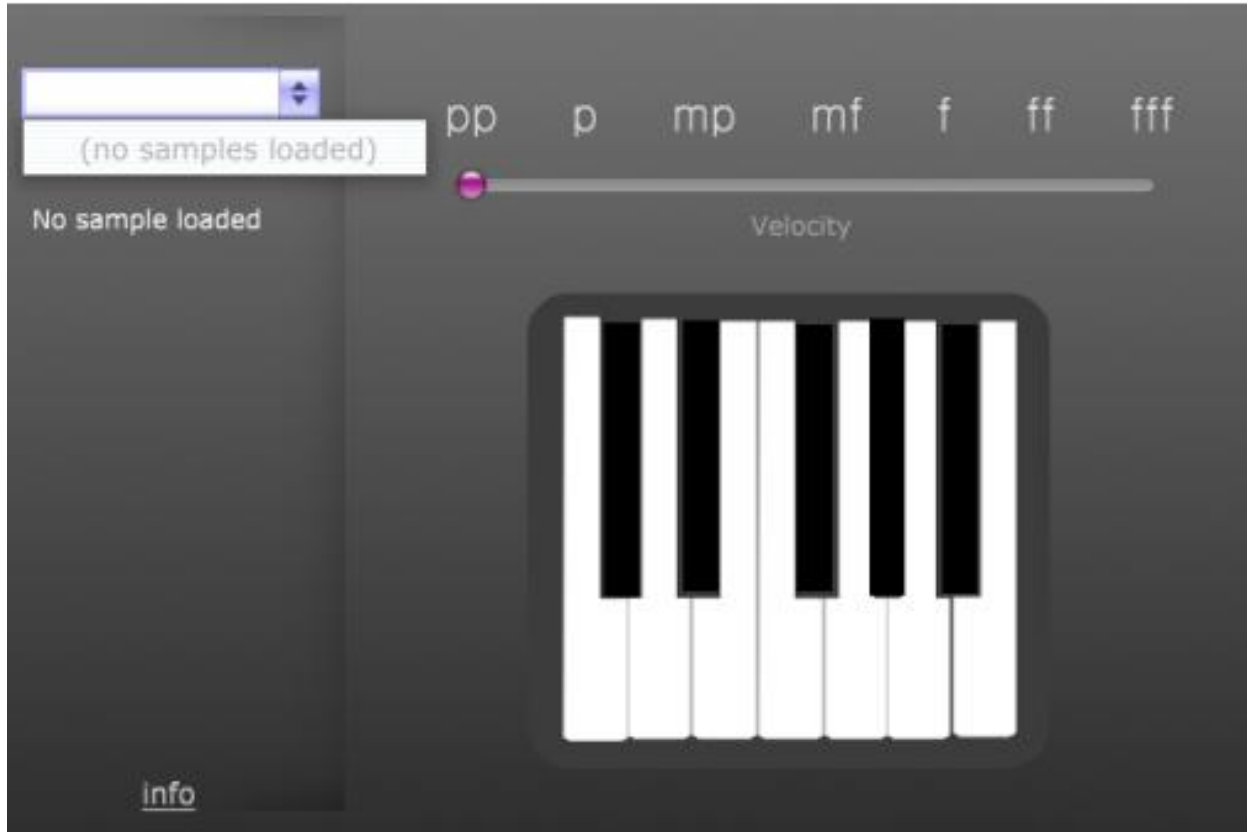 (no samples loaded)
No sample loaded
pp p mp mf f ff fff
Velocity
info